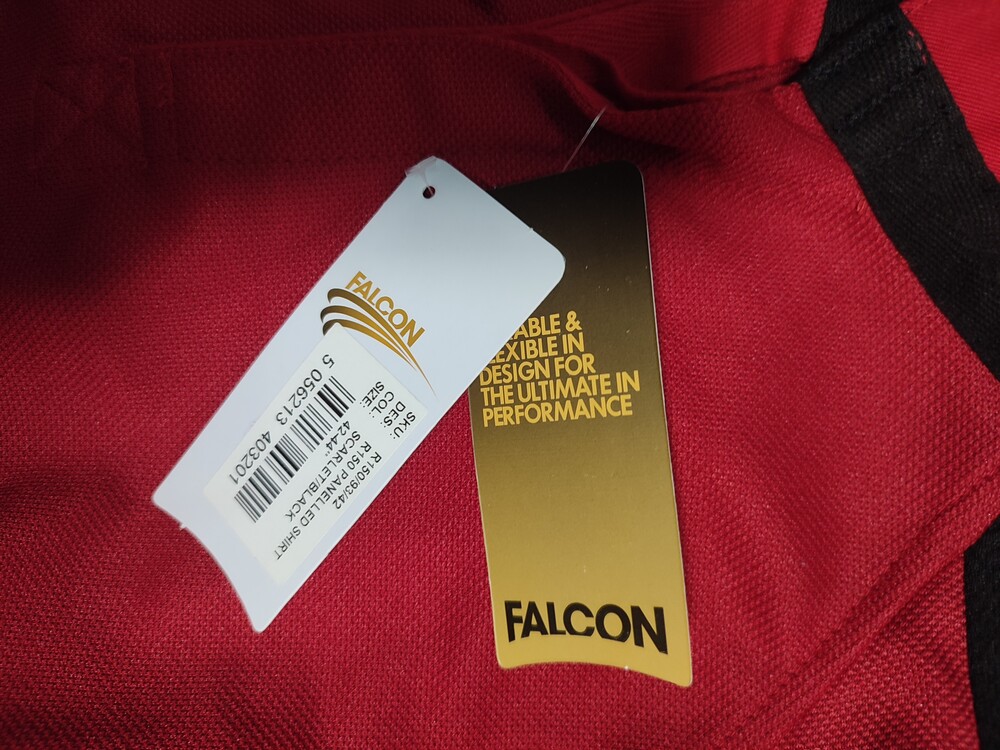 FALCON
SKU: R150/93/42
DES: R150 PANELLED SHIRT
COL: SCARLET/BLACK
SIZE: 42-44"
5 056213 403201
&
DESIGN FOR
THE ULTIMATE IN
PERFORMANCE
FALCON